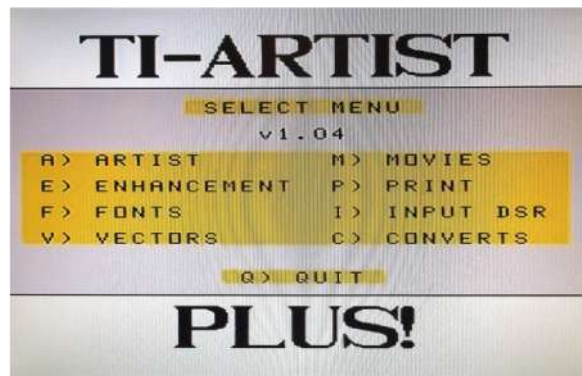 TI-ARTIST
SELECT MENU
v1.04
A> ARTIST M> MOVIES
E> ENHANCEMENT P> PRINT
F> FONTS I> INPUT DSR
V> VECTORS C> CONVERTS
Q> QUIT
PLUS!